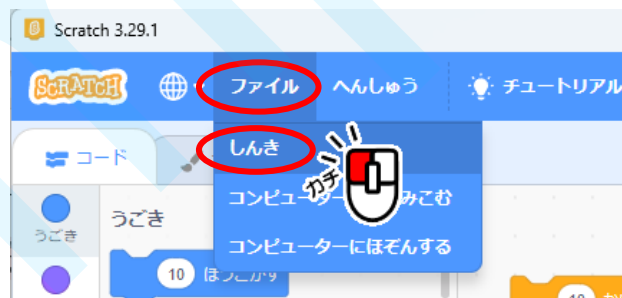 Scratch 3.29.1
SCRATCH ファイル へんしゅう チュートリアル
コード
しんき
カチ
コンピュー みこむ
うごき
うごき
コンピューターにほぞんする
10
10